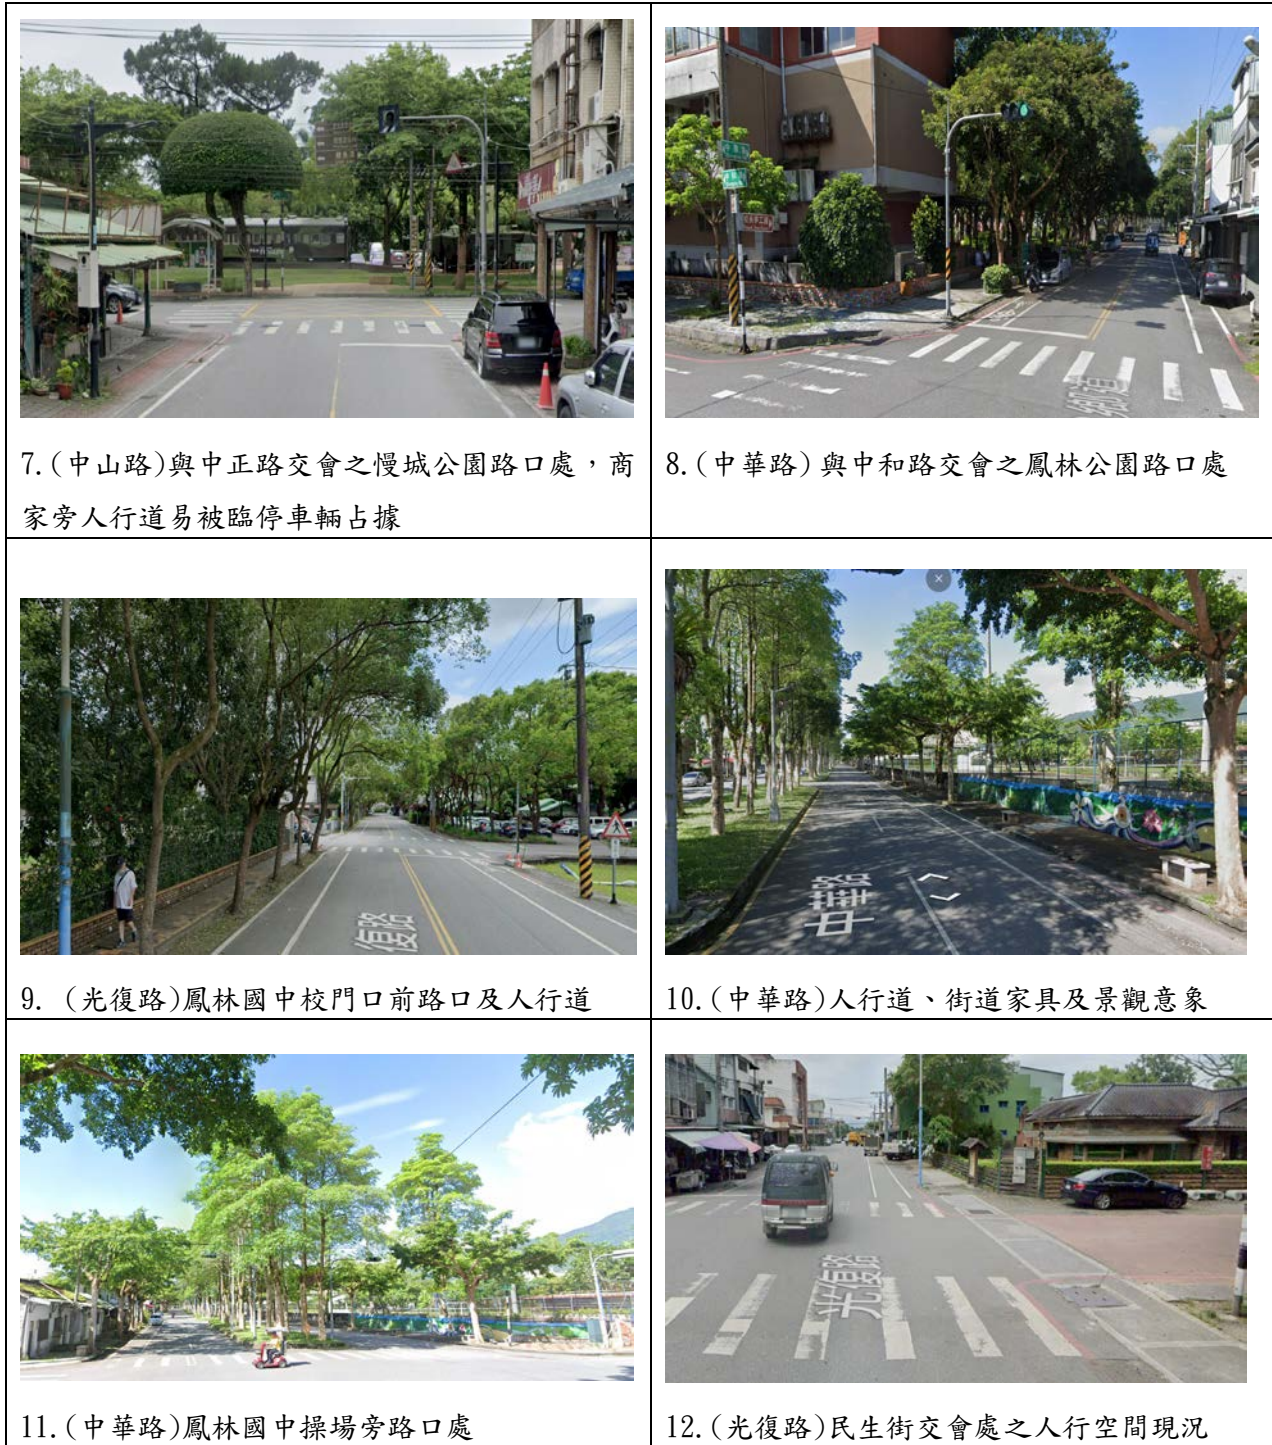 7.(中山路)與中正路交會之慢城公園路口處，商
家旁人行道易被臨停車輛占據
8.(中華路)與中和路交會之鳳林公園路口處
復路
9. (光復路)鳳林國中校門口前路口及人行道
中華路
10.(中華路)人行道、街道家具及景觀意象
11.(中華路)鳳林國中操場旁路口處
光復路
12.(光復路)民生街交會處之人行空間現況